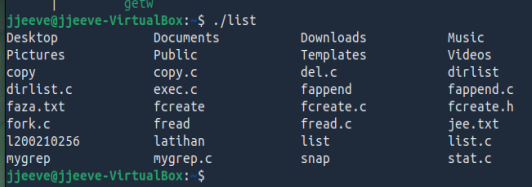 | getw
jjeeve@jjeeve-VirtualBox:~$ ./list
Desktop Documents Downloads Music
Pictures Public Templates Videos
copy copy.c del.c dirlist
dirlist.c exec.c fappend fappend.c
faza.txt fcreate fcreate.c fcreate.h
fork.c fread fread.c jee.txt
l200210256 latihan list list.c
mygrep mygrep.c snap stat.c
jjeeve@jjeeve-VirtualBox:~$